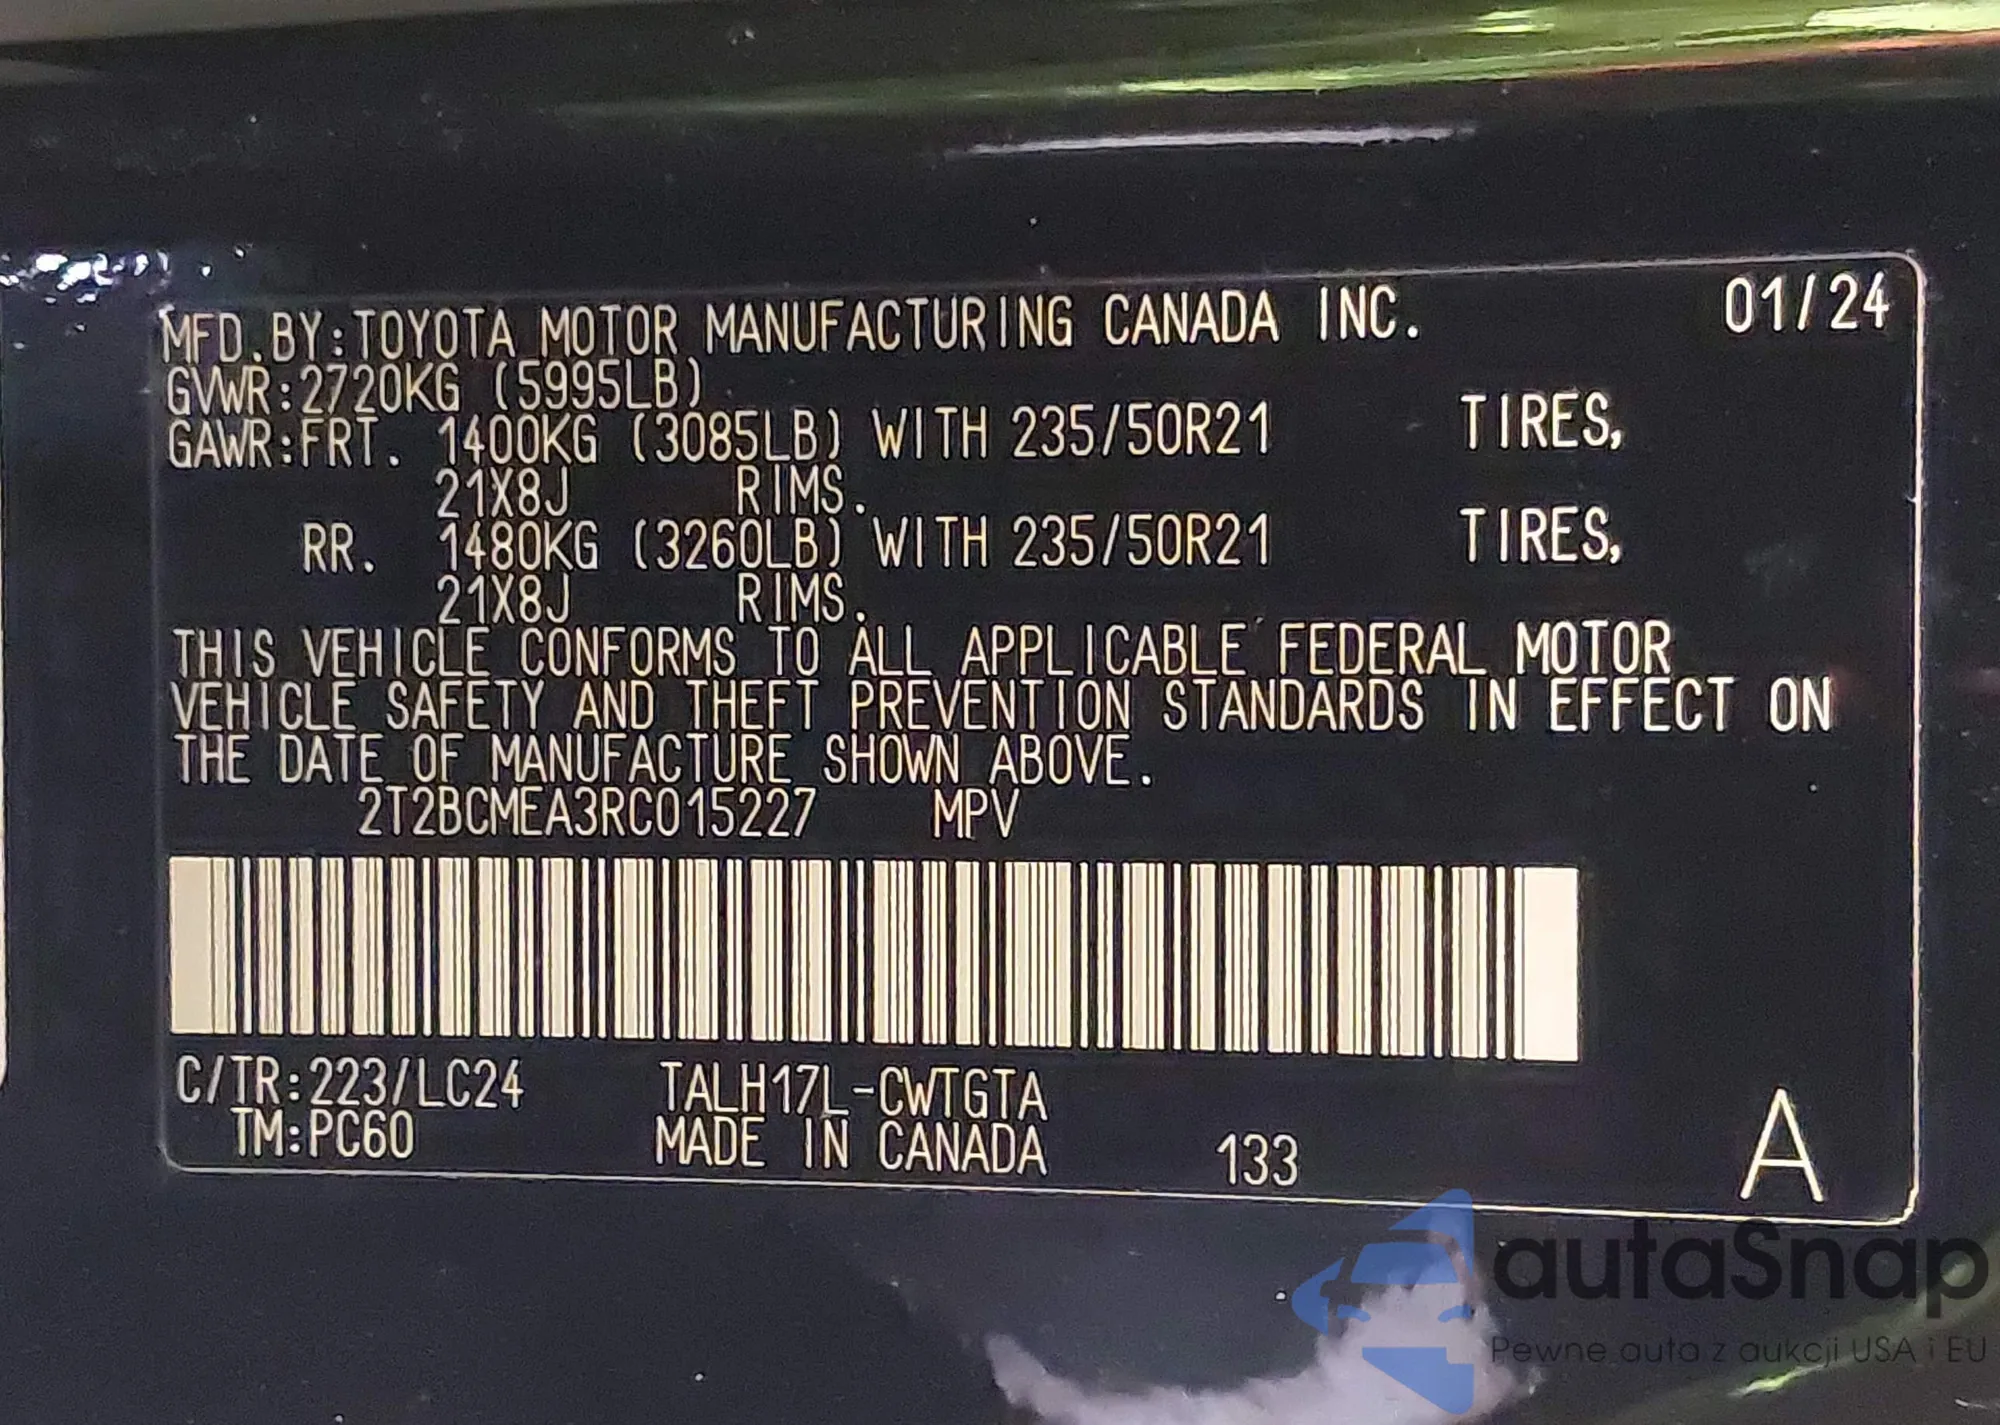 MFD.BY:TOYOTA MOTOR MANUFACTURING CANADA INC. 01/24
GVWR:2720KG (5995LB)
GAWR:FRT. 1400KG (3085LB) WITH 235/50R21 TIRES,
21X8J RIMS.
RR. 1480KG (3260LB) WITH 235/50R21 TIRES,
21X8J RIMS.
THIS VEHICLE CONFORMS TO ALL APPLICABLE FEDERAL MOTOR
VEHICLE SAFETY AND THEFT PREVENTION STANDARDS IN EFFECT ON
THE DATE OF MANUFACTURE SHOWN ABOVE.
2T2BCMEA3RC015227 MPV
C/TR:223/LC24 TALH17L-CWTGTA
TM:PC60 MADE IN CANADA 133 A
autaSnap
Pewne auta z aukcji USA i EU